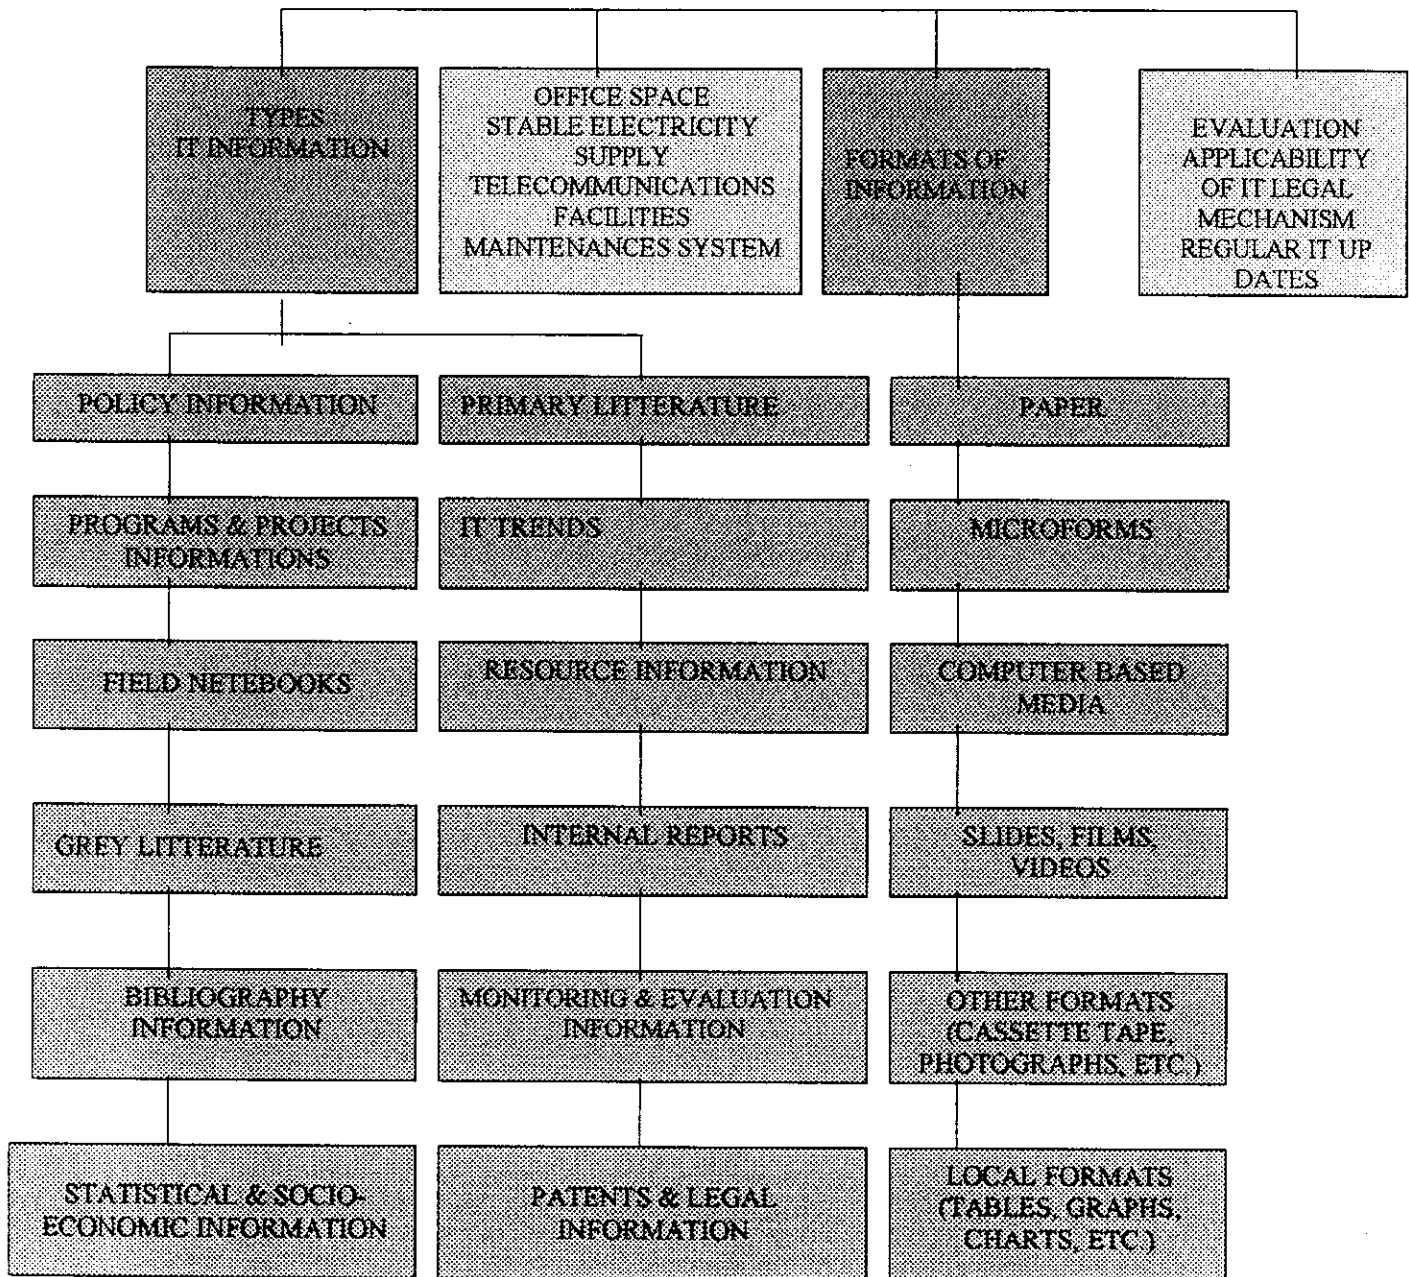 TYPES
IT INFORMATION
OFFICE SPACE
STABLE ELECTRICITY
SUPPLY
TELECOMMUNICATIONS
FACILITIES
MAINTENANCES SYSTEM
FORMATS OF
INFORMATION
EVALUATION
APPLICABILITY
OF IT LEGAL
MECHANISM
REGULAR IT UP
DATES
POLICY INFORMATION
PRIMARY LITTERATURE
PAPER
PROGRAMS & PROJECTS
INFORMATIONS
IT TRENDS
MICROFORMS
FIELD NETEBOOKS
RESOURCE INFORMATION
COMPUTER BASED
MEDIA
GREY LITTERATURE
INTERNAL REPORTS
SLIDES, FILMS,
VIDEOS
BIBLIOGRAPHY
INFORMATION
MONITORING & EVALUATION
INFORMATION
OTHER FORMATS
(CASSETTE TAPE,
PHOTOGRAPHS, ETC.)
STATISTICAL & SOCIO-
ECONOMIC INFORMATION
PATENTS & LEGAL
INFORMATION
LOCAL FORMATS
(TABLES, GRAPHS,
CHARTS, ETC.)